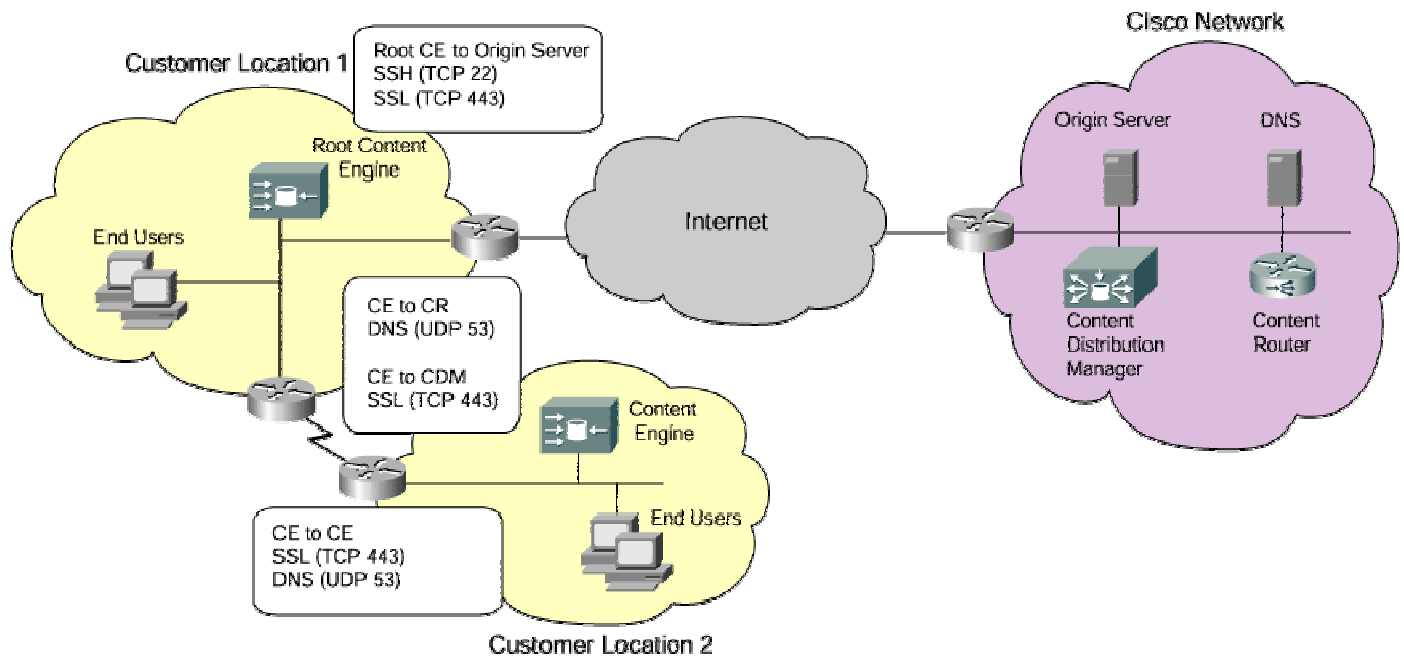 Cisco Network
Customer Location 1
Root CE to Origin Server
SSH (TCP 22)
SSL (TCP 443)
Origin Server
DNS
Root Content
Engine
Internet
End Users
CE to CR
DNS (UDP 53)
CE to CDM
SSL (TCP 443)
Content
Distribution
Manager
Content
Router
Content
Engine
End Users
CE to CE
SSL (TCP 443)
DNS (UDP 53)
Customer Location 2